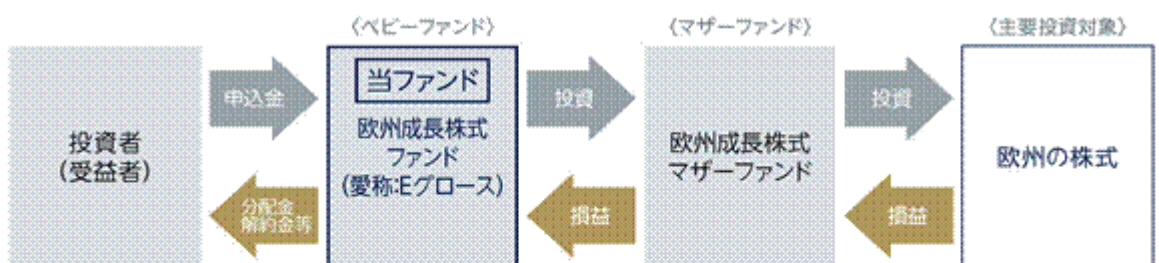 〈ベビーファンド〉
〈マザーファンド〉
〈主要投資対象〉
投資者
(受益者)
申込金
分配金
解約金等
当ファンド
欧州成長株式
ファンド
(愛称:Eグロース)
投資
損益
欧州成長株式
マザーファンド
投資
損益
欧州の株式